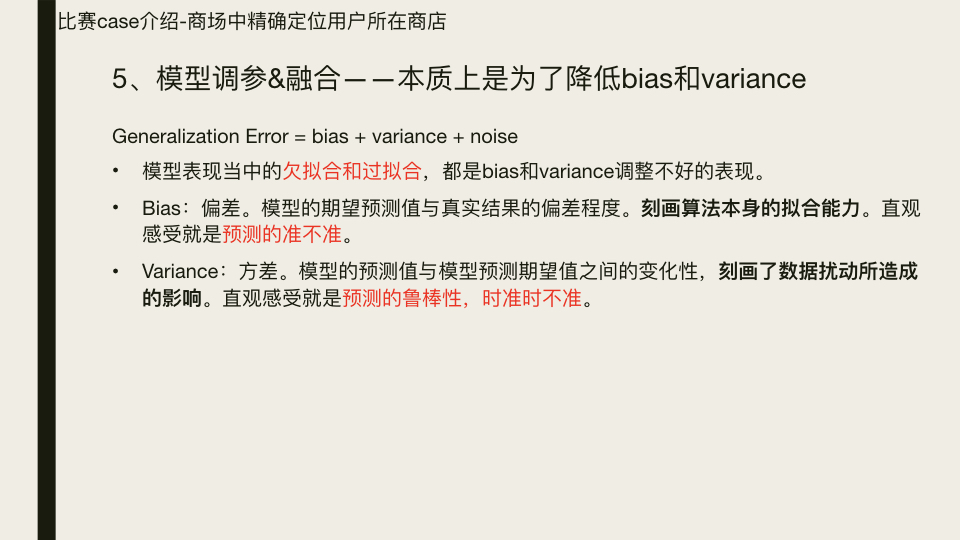 比赛case介绍-商场中精确定位用户所在商店
5、模型调参&融合——本质上是为了降低bias和variance
Generalization Error = bias + variance + noise
• 模型表现当中的欠拟合和过拟合，都是bias和variance调整不好的表现。
• Bias：偏差。模型的期望预测值与真实结果的偏差程度。刻画算法本身的拟合能力。直观
感受就是预测的准不准。
• Variance：方差。模型的预测值与模型预测期望值之间的变化性，刻画了数据扰动所造成
的影响。直观感受就是预测的鲁棒性，时准时不准。